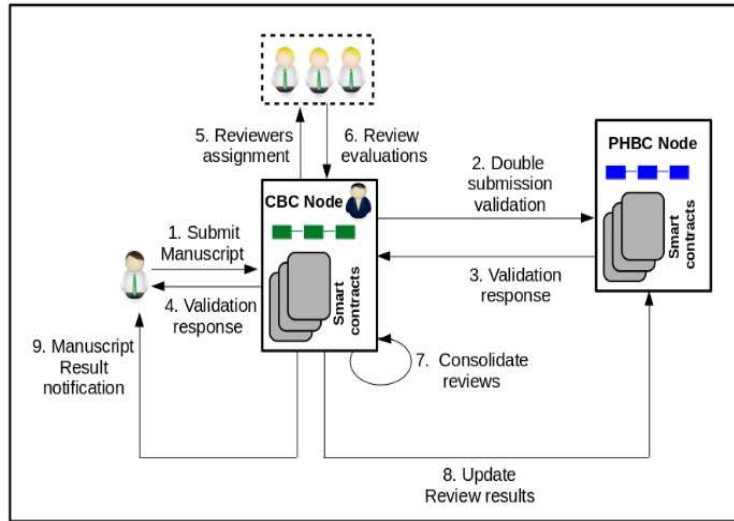 5. Reviewers
assignment
6. Review
evaluations
PHBC Node
2. Double
submission
validation
CBC Node
1. Submit
Manuscript
Smart
contracts
3. Validation
response
4. Validation
response
Smart
contracts
9. Manuscript
Result
notification
7. Consolidate
reviews
8. Update
Review results